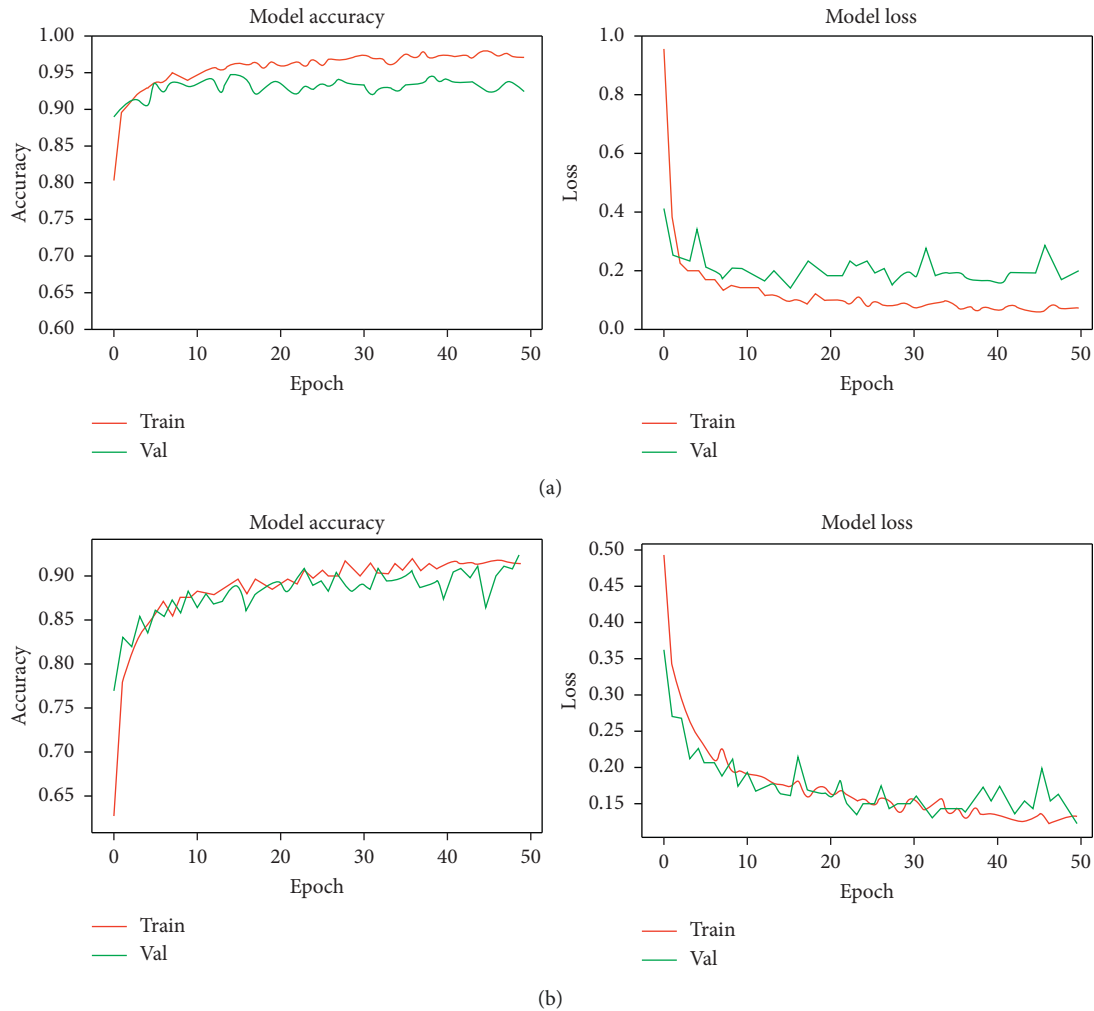 Model accuracy
1.00
0.95
0.90
0.85
0.80
0.75
0.70
0.65
0.60
Accuracy
0 10 20 30 40 50
Epoch
Train
Val
Model loss
1.0
0.8
0.6
0.4
0.2
0.0
Loss
0 10 20 30 40 50
Epoch
Train
Val
(a)
Model accuracy
0.90
0.85
0.80
0.75
0.70
0.65
Accuracy
0 10 20 30 40 50
Epoch
Train
Val
Model loss
0.50
0.45
0.40
0.35
0.30
0.25
0.20
0.15
Loss
0 10 20 30 40 50
Epoch
Train
Val
(b)